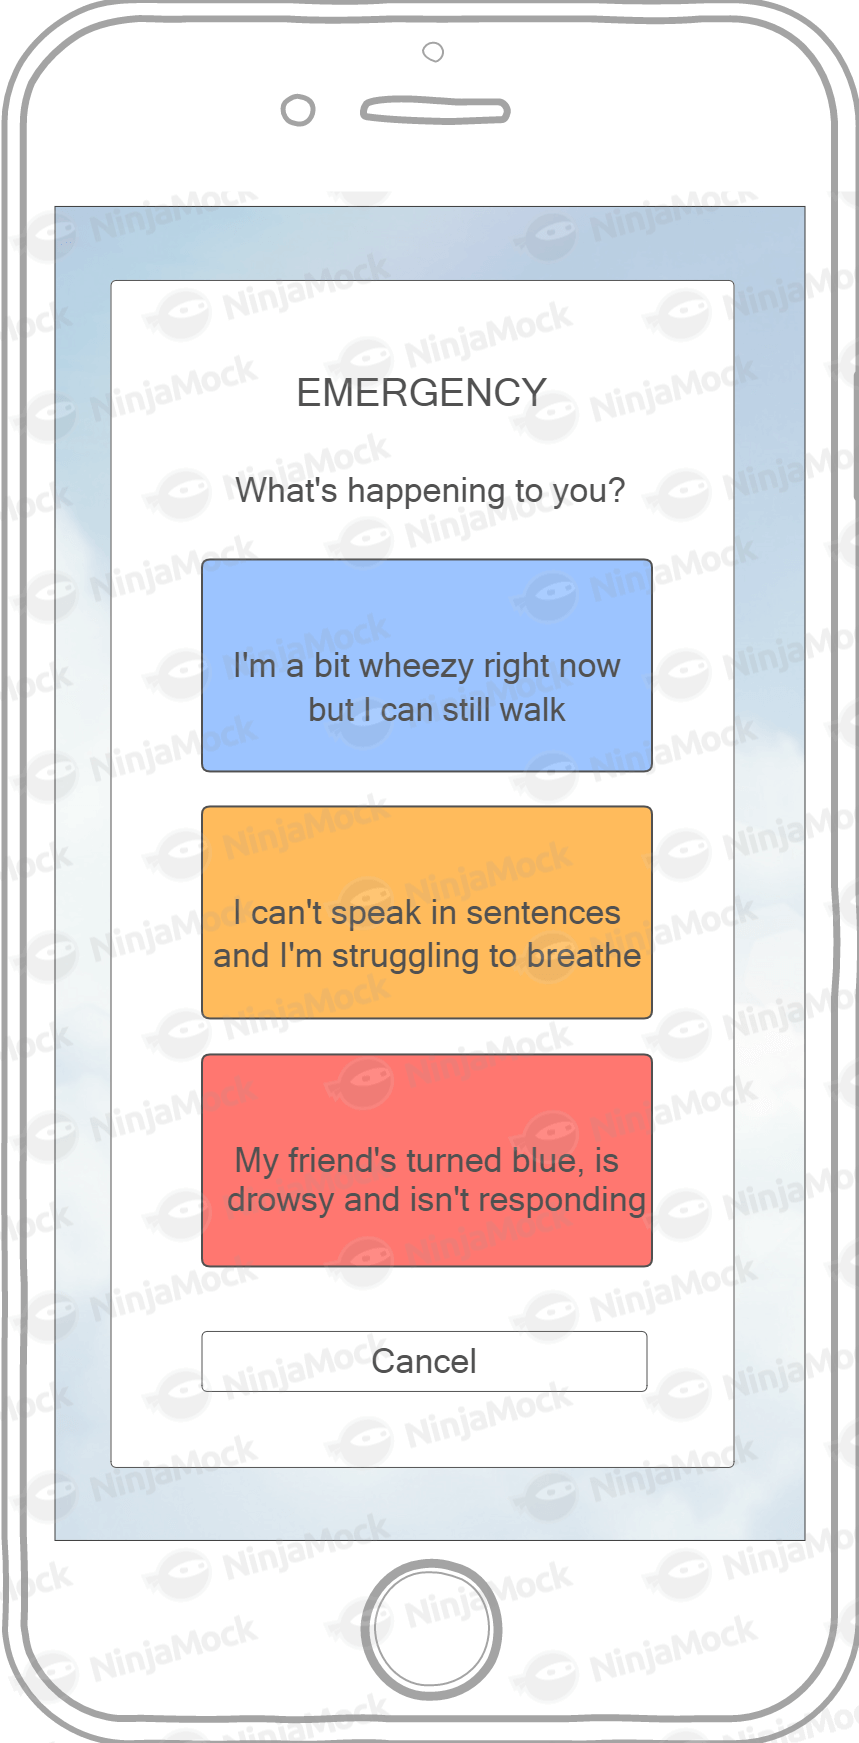 EMERGENCY
What's happening to you?
I'm a bit wheezy right now
but I can still walk
I can't speak in sentences
and I'm struggling to breathe
My friend's turned blue, is
drowsy and isn't responding
Cancel
NinjaMock